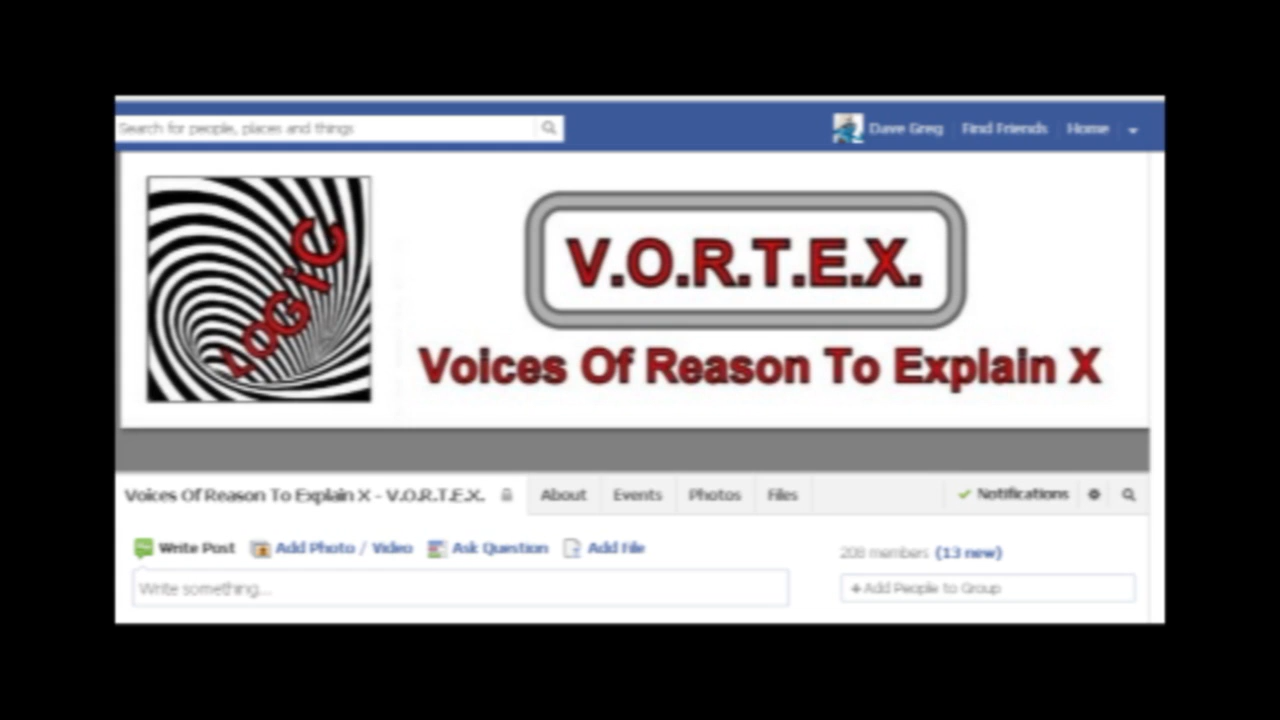 Search for people, places and things
Dave Greg Find Friends Home
LOGiC
V.O.R.T.E.X.
Voices Of Reason To Explain X
Voices Of Reason To Explain X - V.O.R.T.E.X. About Events Photos Files Notifications
Write Post Add Photo / Video Ask Question Add File
208 members (13 new)
Write something...
+ Add People to Group